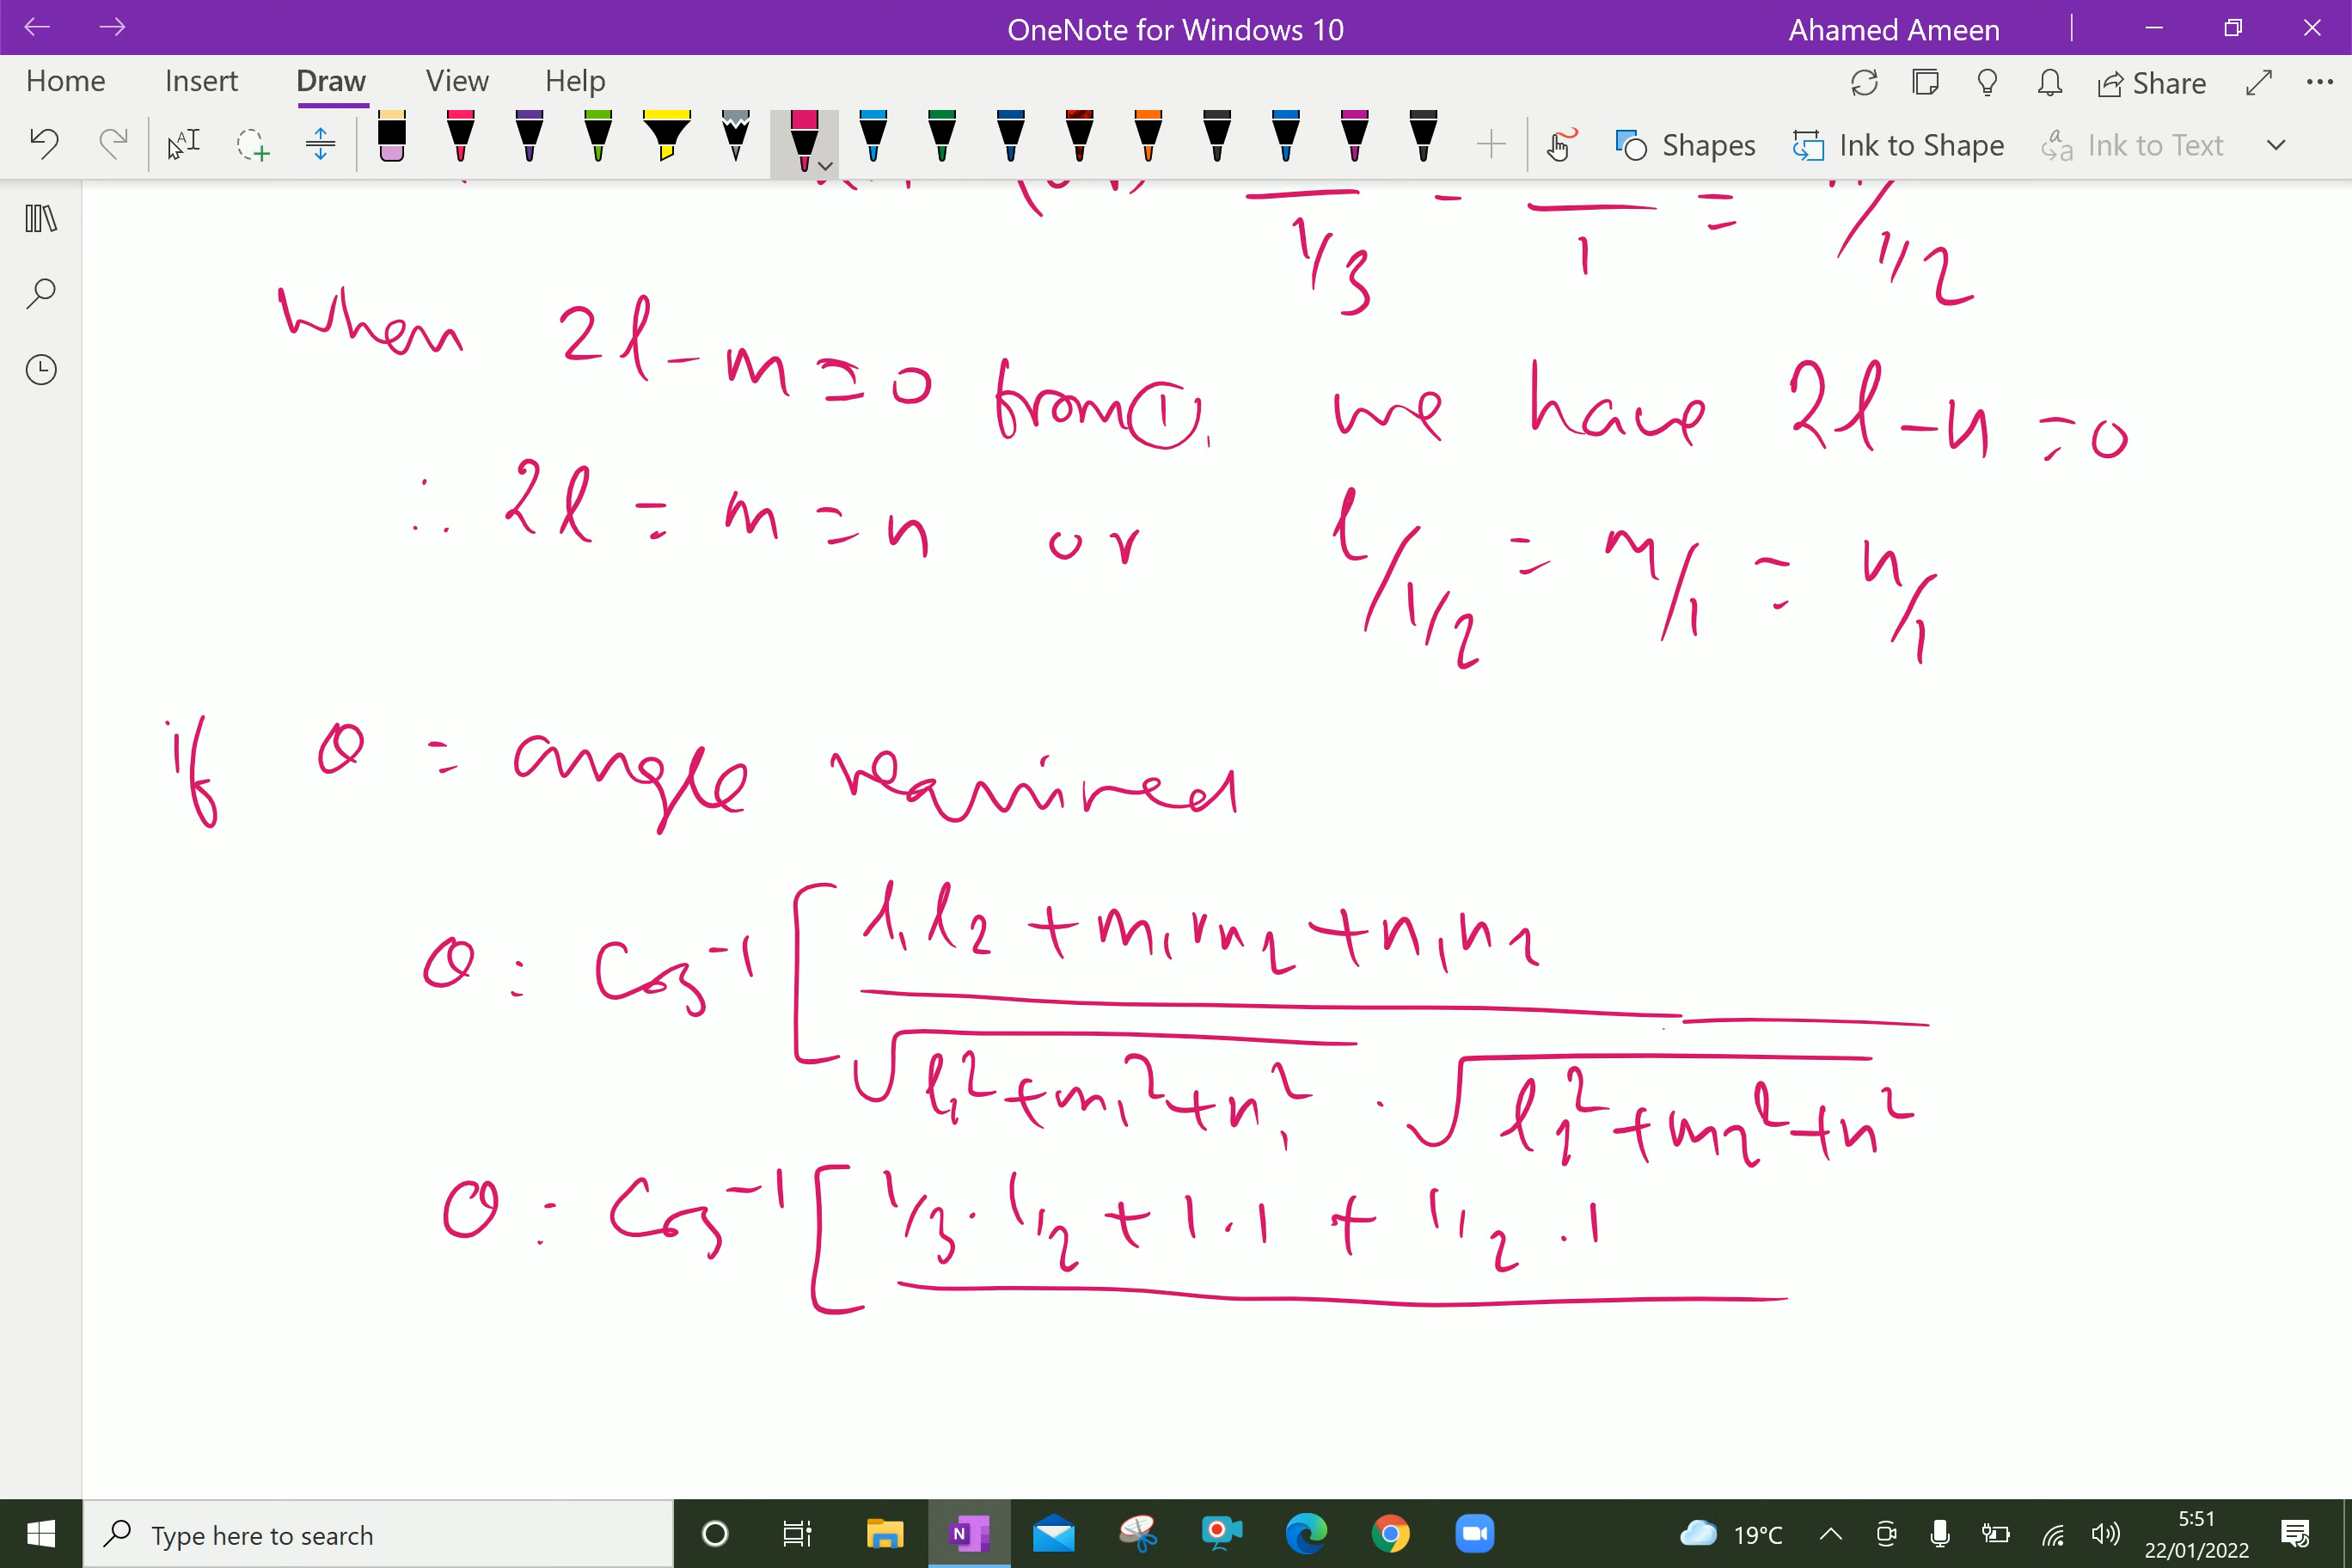 OneNote for Windows 10 Ahamed Ameen
Home Insert Draw View Help Share
Shapes Ink to Shape Ink to Text
1/3 - 1 = 1/2
when 2l - m = 0 from ①. we have 2l - n = 0
∴ 2l = m = n or l/1/2 = m/1 = n/1
if θ = angle required
θ = Cos⁻¹ [ l₁l₂ + m₁m₂ + n₁n₂
√l₁²+m₁²+n₁² · √l₂²+m₂²+n²
θ = Cos⁻¹ [ 1/3 · 1/2 + 1·1 + 1/2 · 1
Type here to search 19°C 5:51
22/01/2022